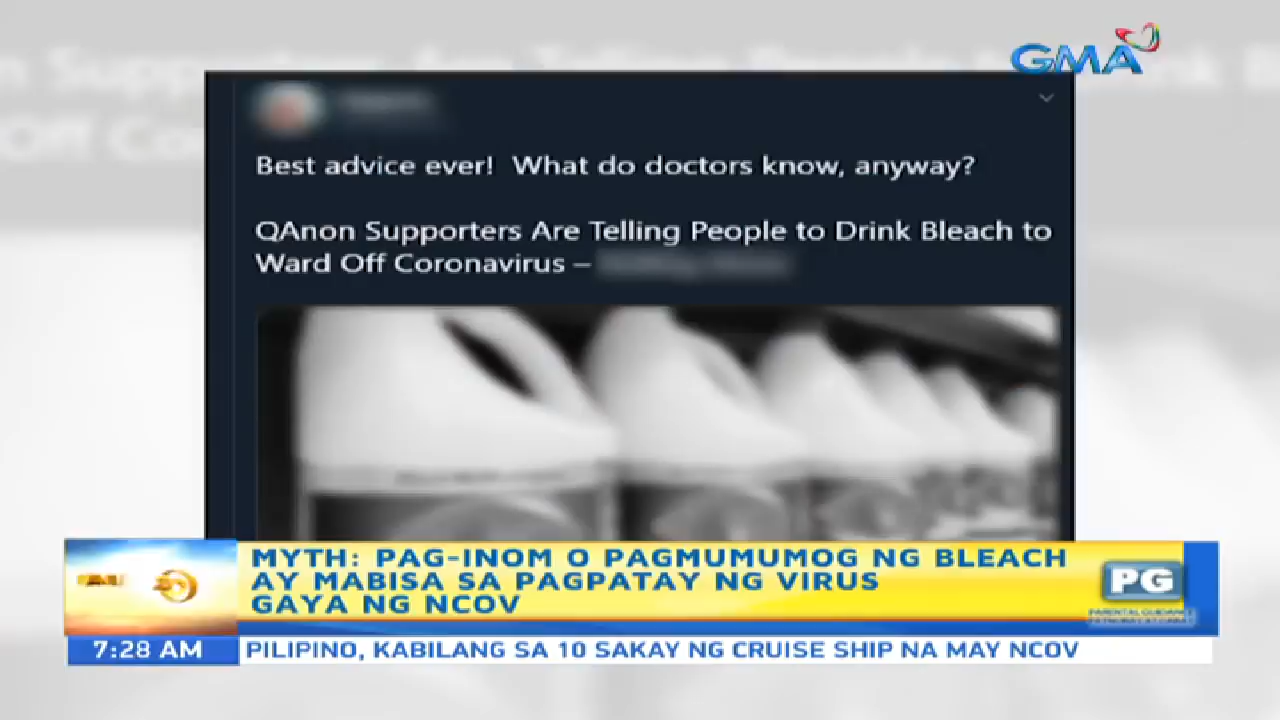 GMA
Best advice ever! What do doctors know, anyway?
QAnon Supporters Are Telling People to Drink Bleach to
Ward Off Coronavirus –
MYTH: PAG-INOM O PAGMUMUMOG NG BLEACH
AY MABISA SA PAGPATAY NG VIRUS
GAYA NG NCOV
PG
PARENTAL GUIDANCE
7:28 AM
PILIPINO, KABILANG SA 10 SAKAY NG CRUISE SHIP NA MAY NCOV